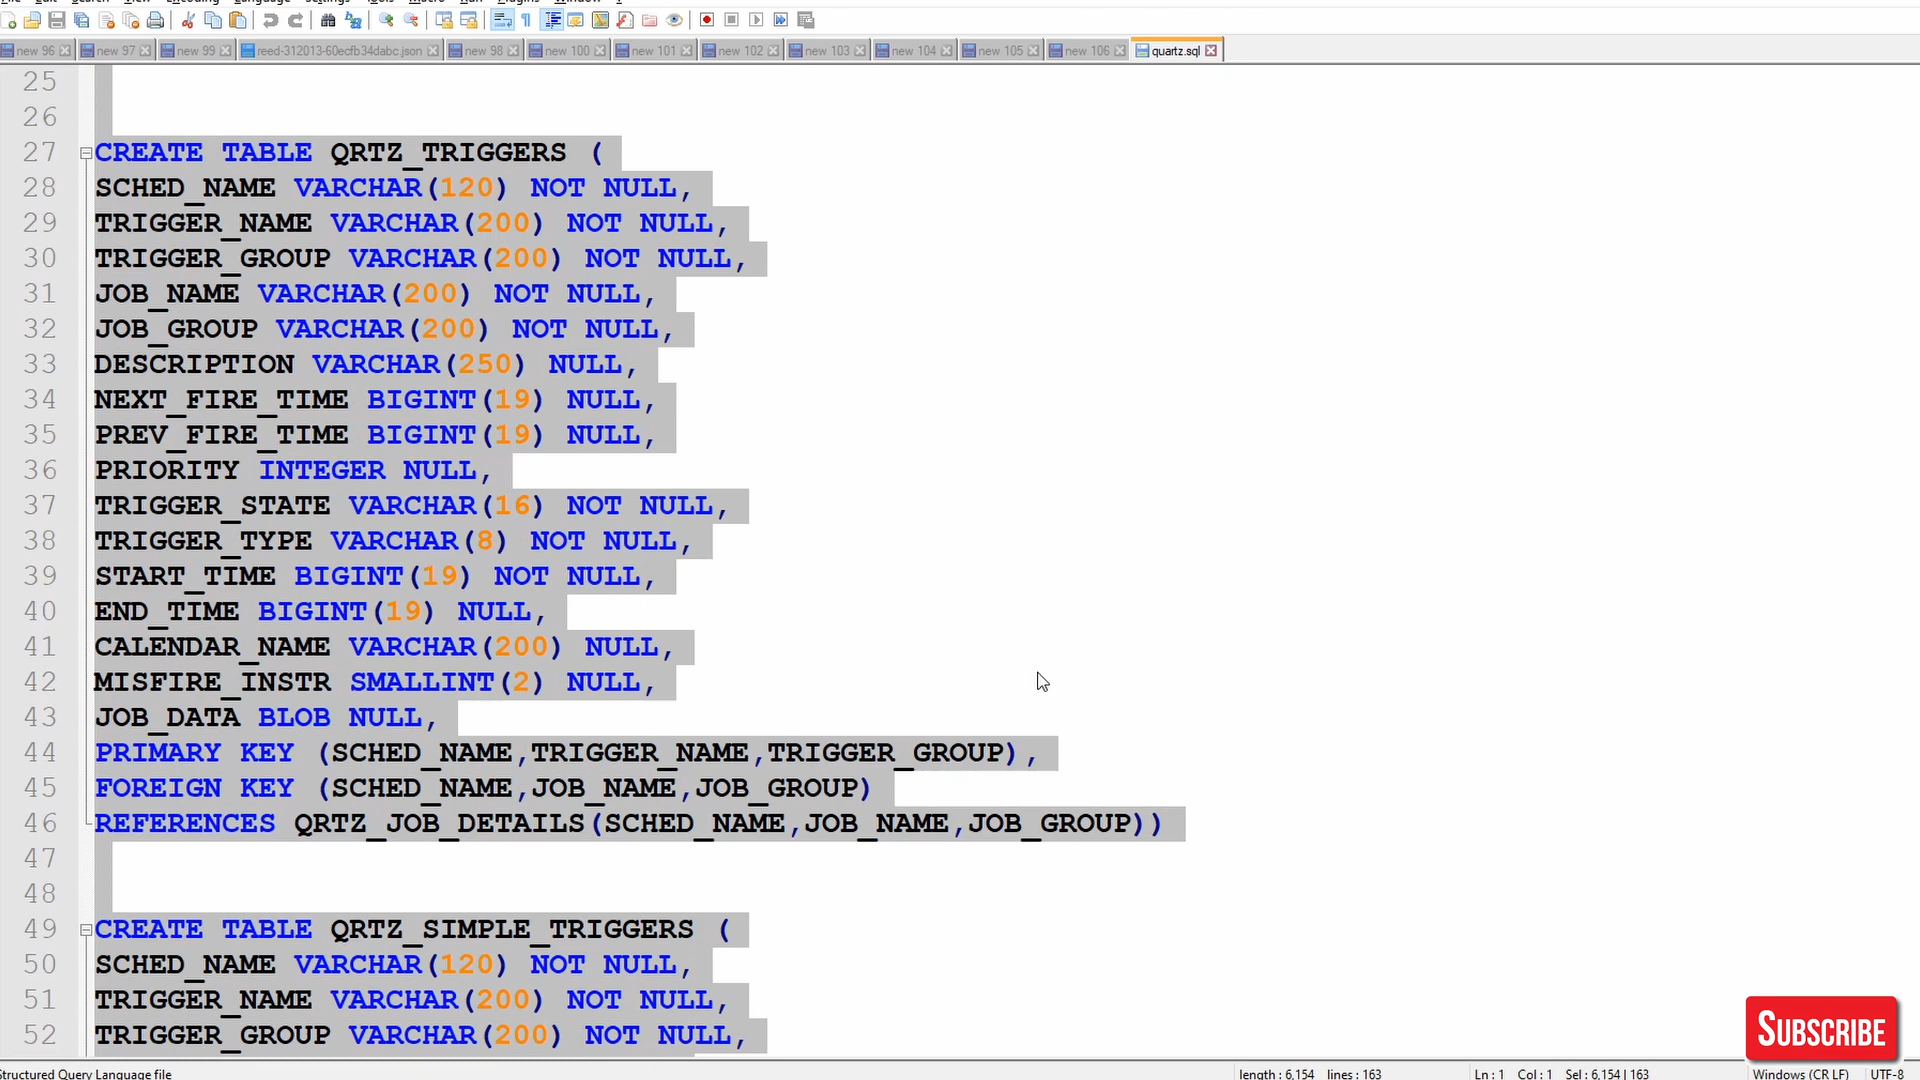 new 96 new 97 new 99 reed-312013-60ecfb34dabc.json new 98 new 100 new 101 new 102 new 103 new 104 new 105 new 106 quartz.sql
25
26
27 CREATE TABLE QRTZ_TRIGGERS (
28 SCHED_NAME VARCHAR(120) NOT NULL,
29 TRIGGER_NAME VARCHAR(200) NOT NULL,
30 TRIGGER_GROUP VARCHAR(200) NOT NULL,
31 JOB_NAME VARCHAR(200) NOT NULL,
32 JOB_GROUP VARCHAR(200) NOT NULL,
33 DESCRIPTION VARCHAR(250) NULL,
34 NEXT_FIRE_TIME BIGINT(19) NULL,
35 PREV_FIRE_TIME BIGINT(19) NULL,
36 PRIORITY INTEGER NULL,
37 TRIGGER_STATE VARCHAR(16) NOT NULL,
38 TRIGGER_TYPE VARCHAR(8) NOT NULL,
39 START_TIME BIGINT(19) NOT NULL,
40 END_TIME BIGINT(19) NULL,
41 CALENDAR_NAME VARCHAR(200) NULL,
42 MISFIRE_INSTR SMALLINT(2) NULL,
43 JOB_DATA BLOB NULL,
44 PRIMARY KEY (SCHED_NAME,TRIGGER_NAME,TRIGGER_GROUP),
45 FOREIGN KEY (SCHED_NAME,JOB_NAME,JOB_GROUP)
46 REFERENCES QRTZ_JOB_DETAILS(SCHED_NAME,JOB_NAME,JOB_GROUP))
47
48
49 CREATE TABLE QRTZ_SIMPLE_TRIGGERS (
50 SCHED_NAME VARCHAR(120) NOT NULL,
51 TRIGGER_NAME VARCHAR(200) NOT NULL,
52 TRIGGER_GROUP VARCHAR(200) NOT NULL,
SUBSCRIBE
Structured Query Language file length : 6,154 lines : 163 Ln : 1 Col : 1 Sel : 6,154 | 163 Windows (CR LF) UTF-8